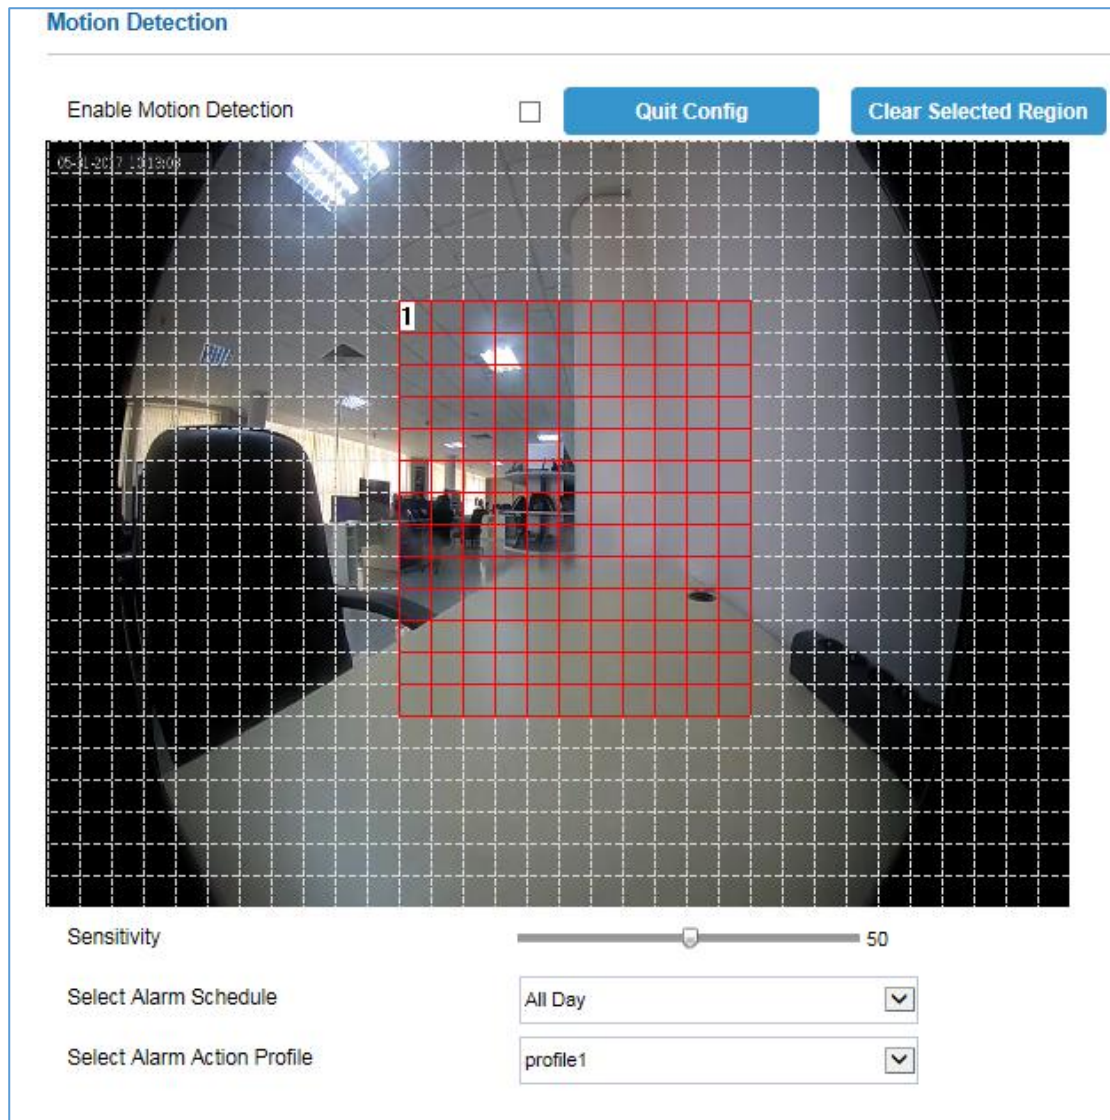 Motion Detection
Enable Motion Detection
Quit Config
Clear Selected Region
1
Sensitivity
50
Select Alarm Schedule
All Day
Select Alarm Action Profile
profile1